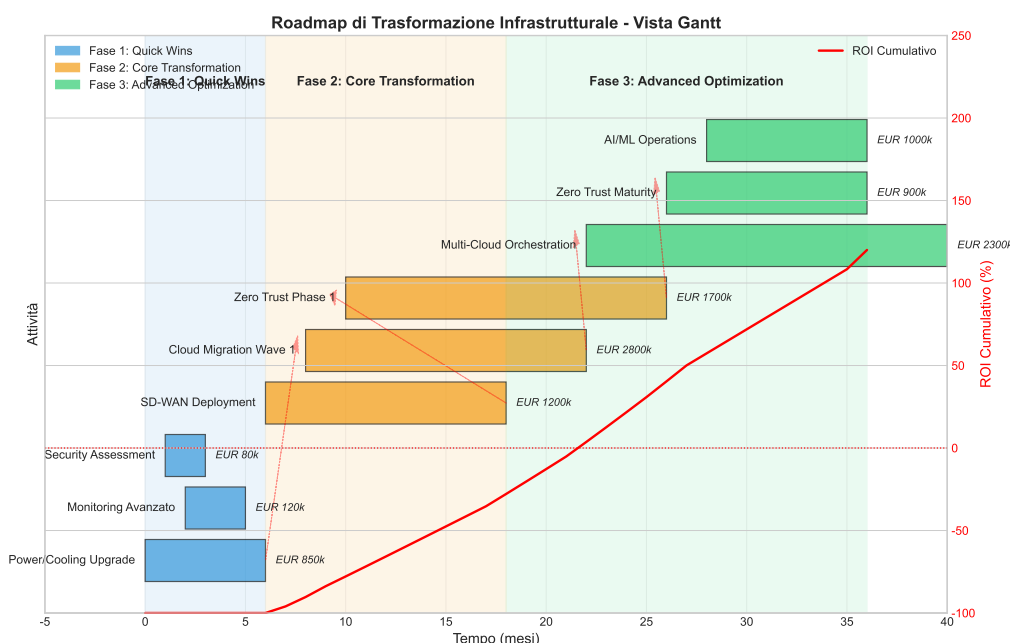 Roadmap di Trasformazione Infrastrutturale - Vista Gantt
Fase 1: Quick Wins
Fase 2: Core Transformation
Fase 3: Advanced Optimization
ROI Cumulativo
Fase 1: Quick Wins
Fase 2: Core Transformation
Fase 3: Advanced Optimization
AI/ML Operations
EUR 1000k
Zero Trust Maturity
EUR 900k
Multi-Cloud Orchestration
EUR 2300k
Zero Trust Phase 1
EUR 1700k
Cloud Migration Wave 1
EUR 2800k
SD-WAN Deployment
EUR 1200k
Security Assessment
EUR 80k
Monitoring Avanzato
EUR 120k
Power/Cooling Upgrade
EUR 850k
Attività
250
200
150
100
50
0
-50
-100
ROI Cumulativo (%)
-5
0
5
10
15
20
25
30
35
40
Tempo (mesi)